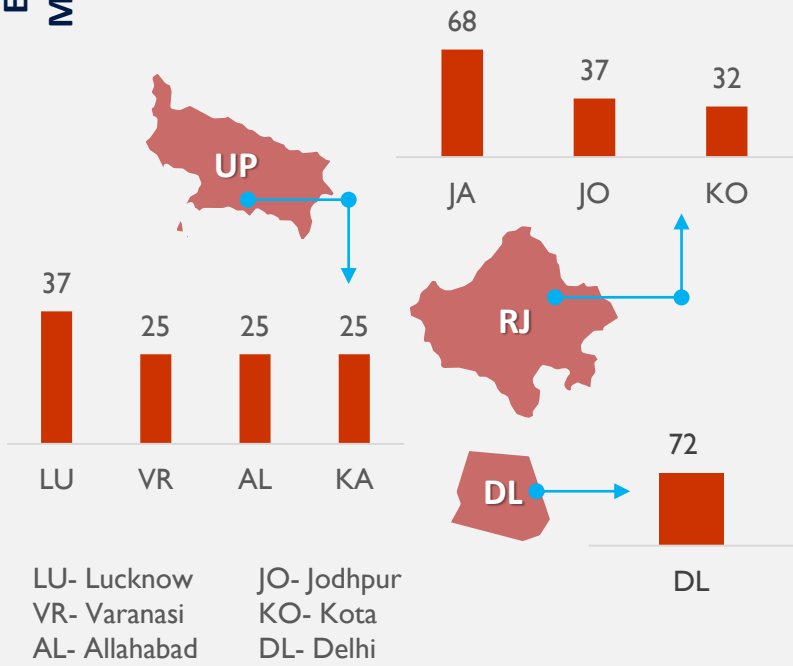 68
37
32
JA
JO
KO
UP
37
25
25
25
LU
VR
AL
KA
RJ
DL
72
DL
LU- Lucknow
VR- Varanasi
AL- Allahabad
JO- Jodhpur
KO- Kota
DL- Delhi